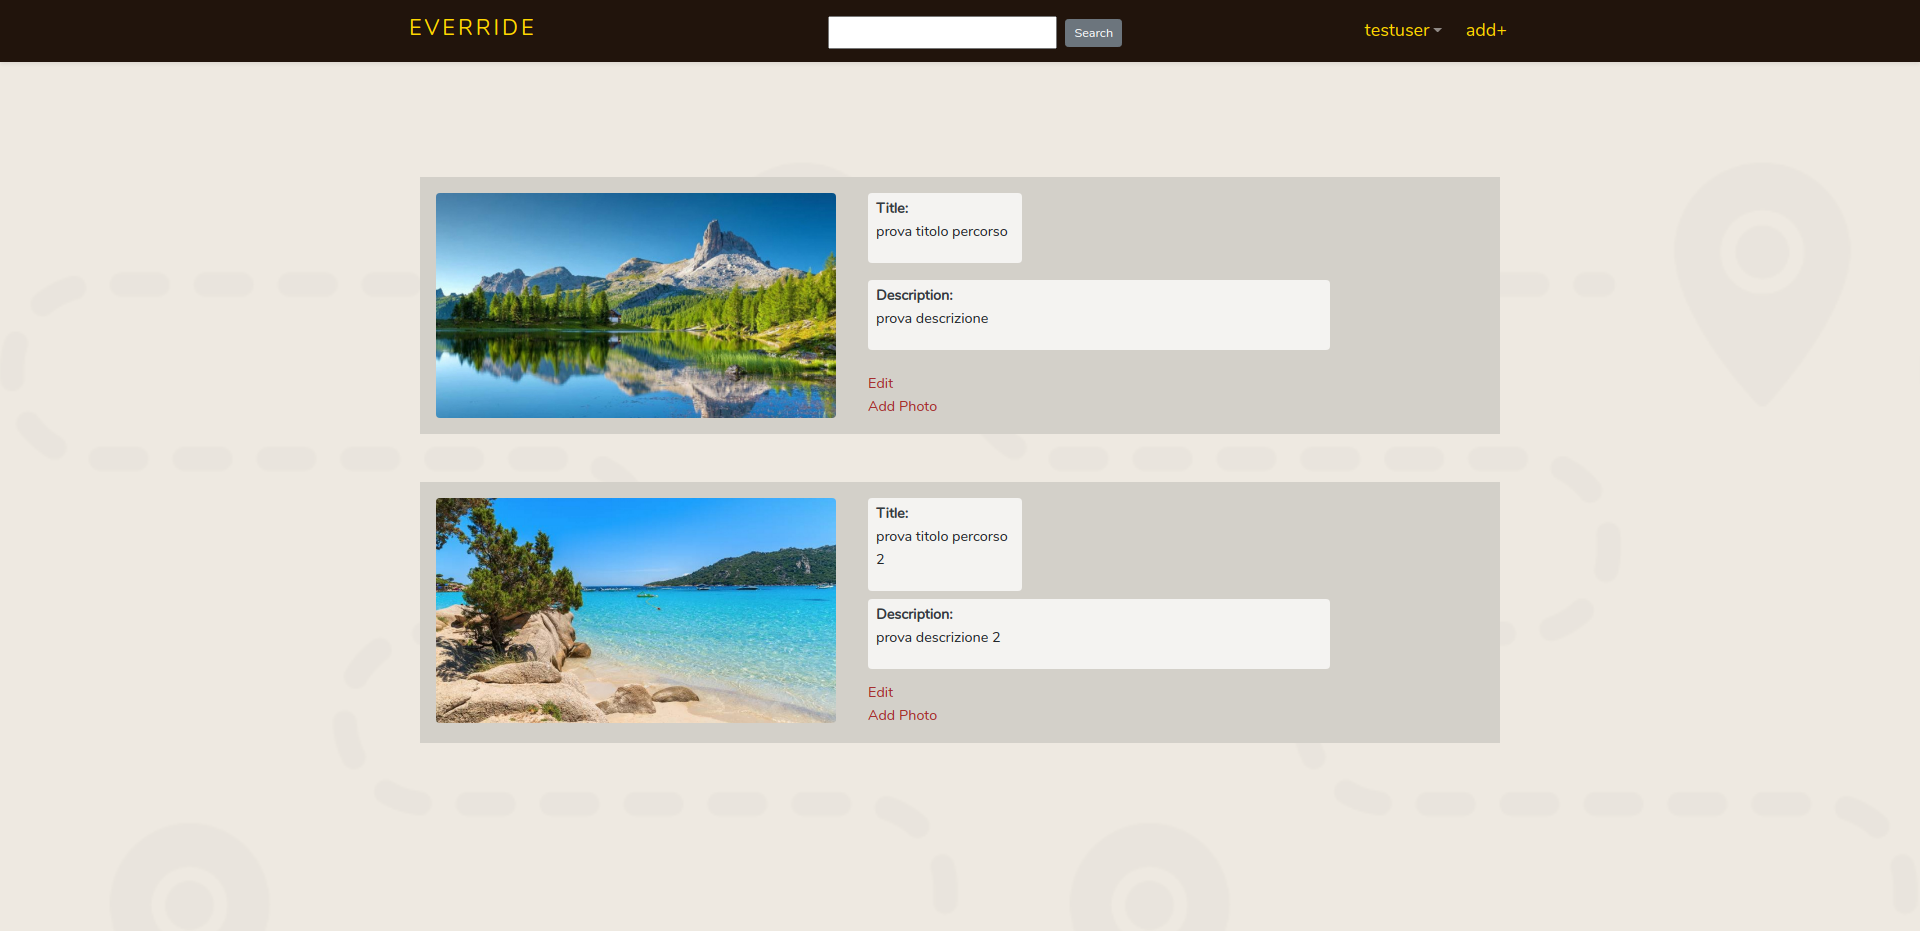 EVERRIDE
Search
testuser
add+
Title:
prova titolo percorso
Description:
prova descrizione
Edit
Add Photo
Title:
prova titolo percorso
2
Description:
prova descrizione 2
Edit
Add Photo